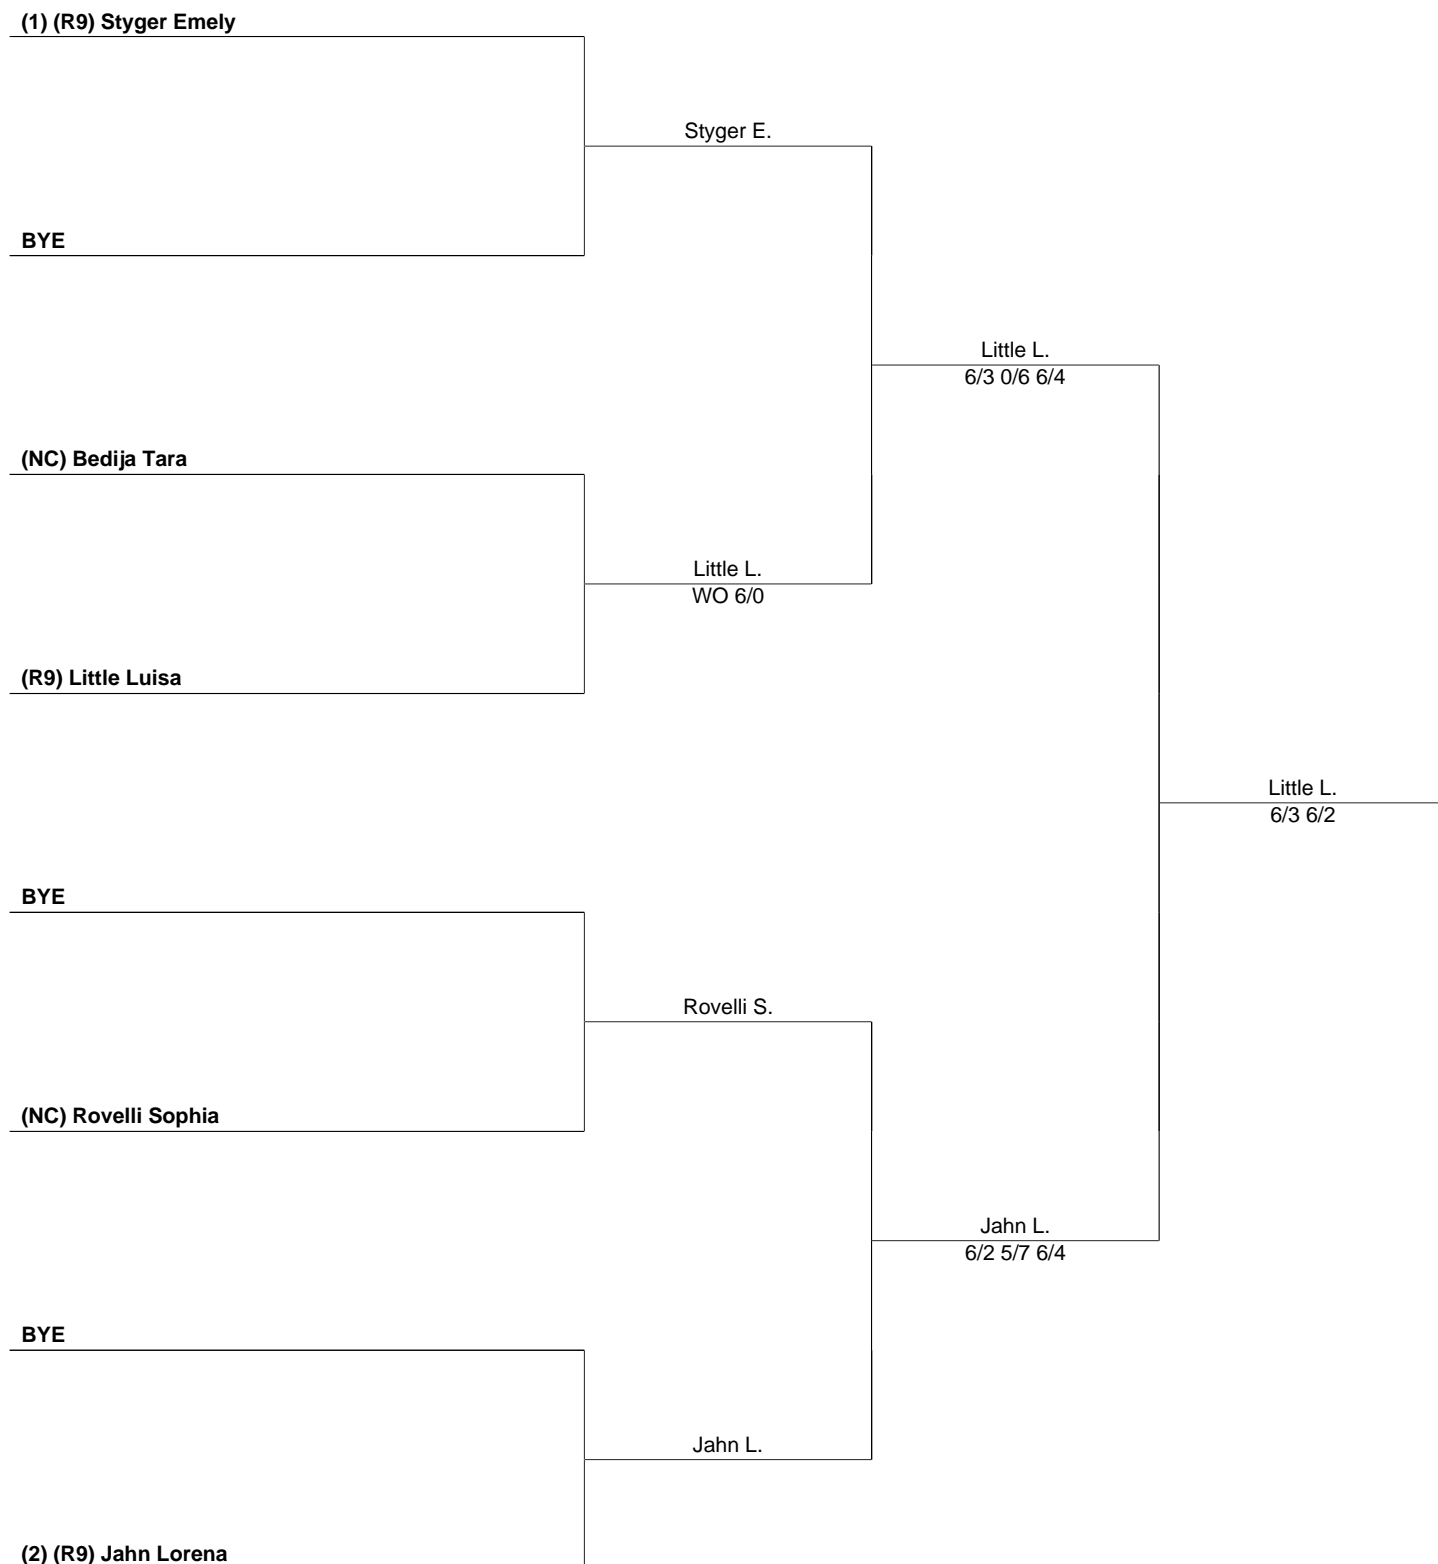 (1) (R9) Styger Emely
Styger E.
BYE
Little L.
6/3 0/6 6/4
(NC) Bedija Tara
Little L.
WO 6/0
(R9) Little Luisa
Little L.
6/3 6/2
BYE
Rovelli S.
(NC) Rovelli Sophia
Jahn L.
6/2 5/7 6/4
BYE
Jahn L.
(2) (R9) Jahn Lorena